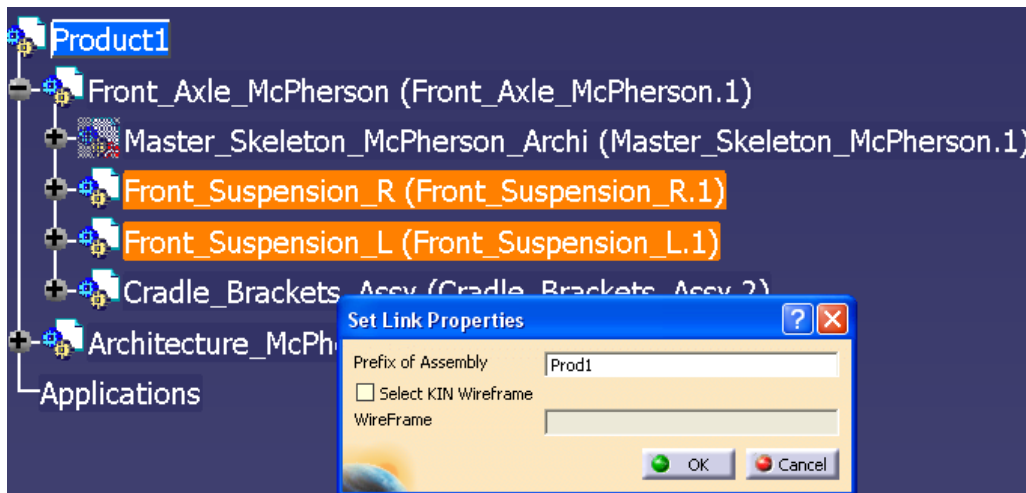 Product1
Front_Axle_McPherson (Front_Axle_McPherson.1)
Master_Skeleton_McPherson_Archi (Master_Skeleton_McPherson.1)
Front_Suspension_R (Front_Suspension_R.1)
Front_Suspension_L (Front_Suspension_L.1)
Cradle_Brackets_Assy (Cradle_Brackets_Assy.2)
Architecture_McPh
Applications
Set Link Properties
Prefix of Assembly Prod1
Select KIN Wireframe
WireFrame
OK Cancel